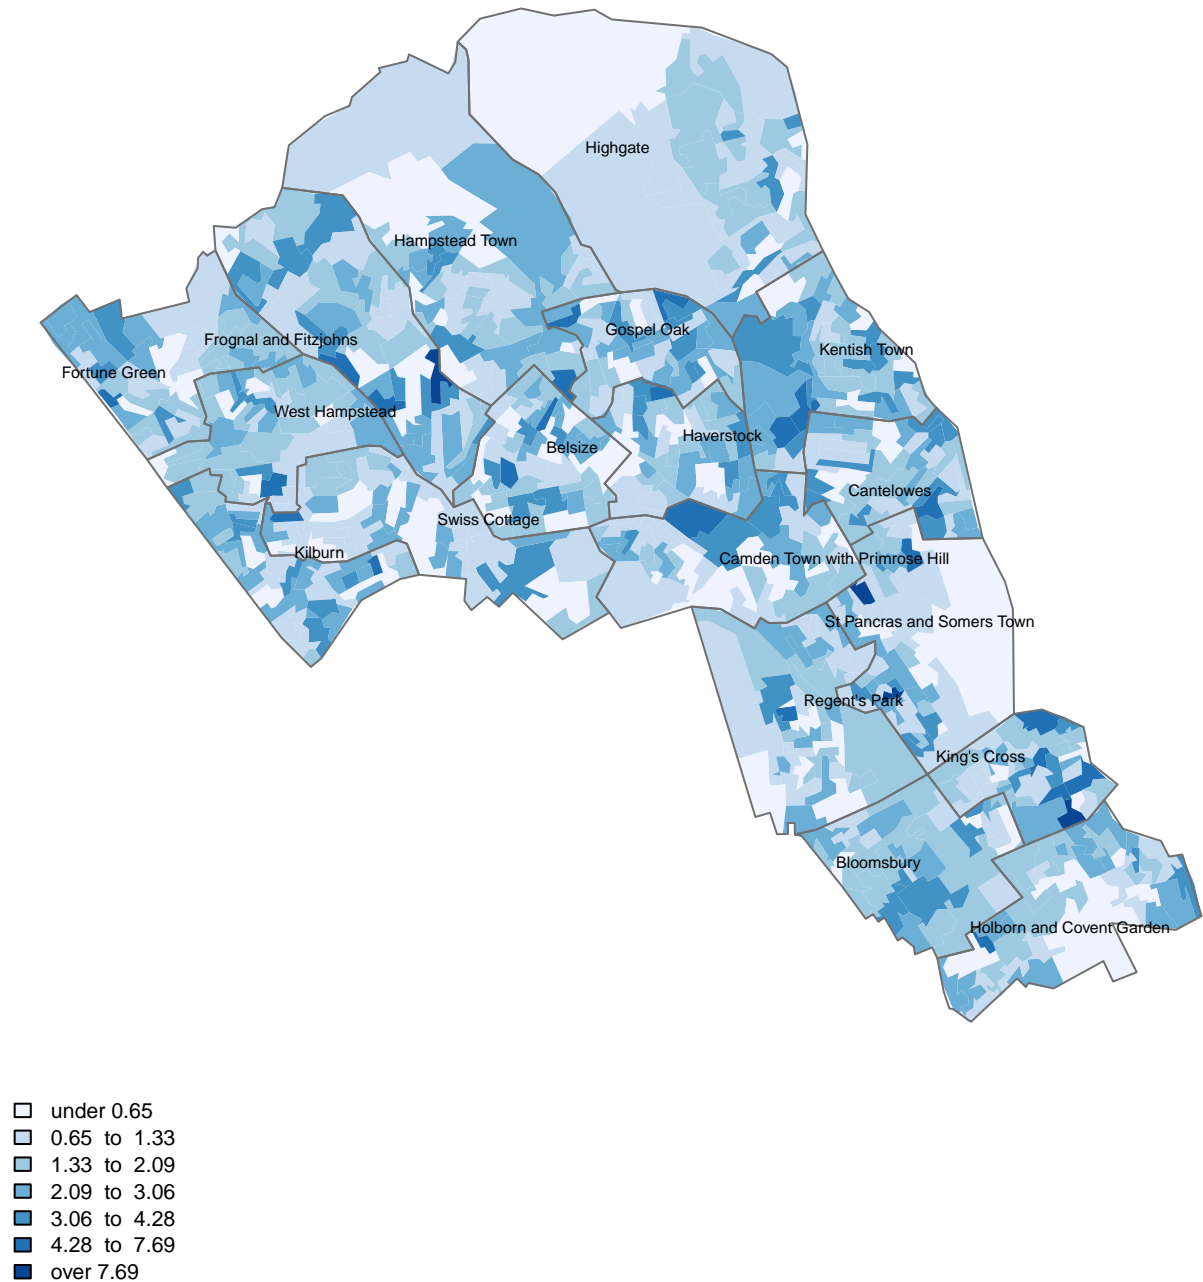 Highgate
Hampstead Town
Gospel Oak
Frognal and Fitzjohns
Kentish Town
Fortune Green
West Hampstead
Haverstock
Belsize
Cantelowes
Swiss Cottage
Kilburn
Camden Town with Primrose Hill
St Pancras and Somers Town
Regent's Park
King's Cross
Bloomsbury
Holborn and Covent Garden
under 0.65
0.65 to 1.33
1.33 to 2.09
2.09 to 3.06
3.06 to 4.28
4.28 to 7.69
over 7.69